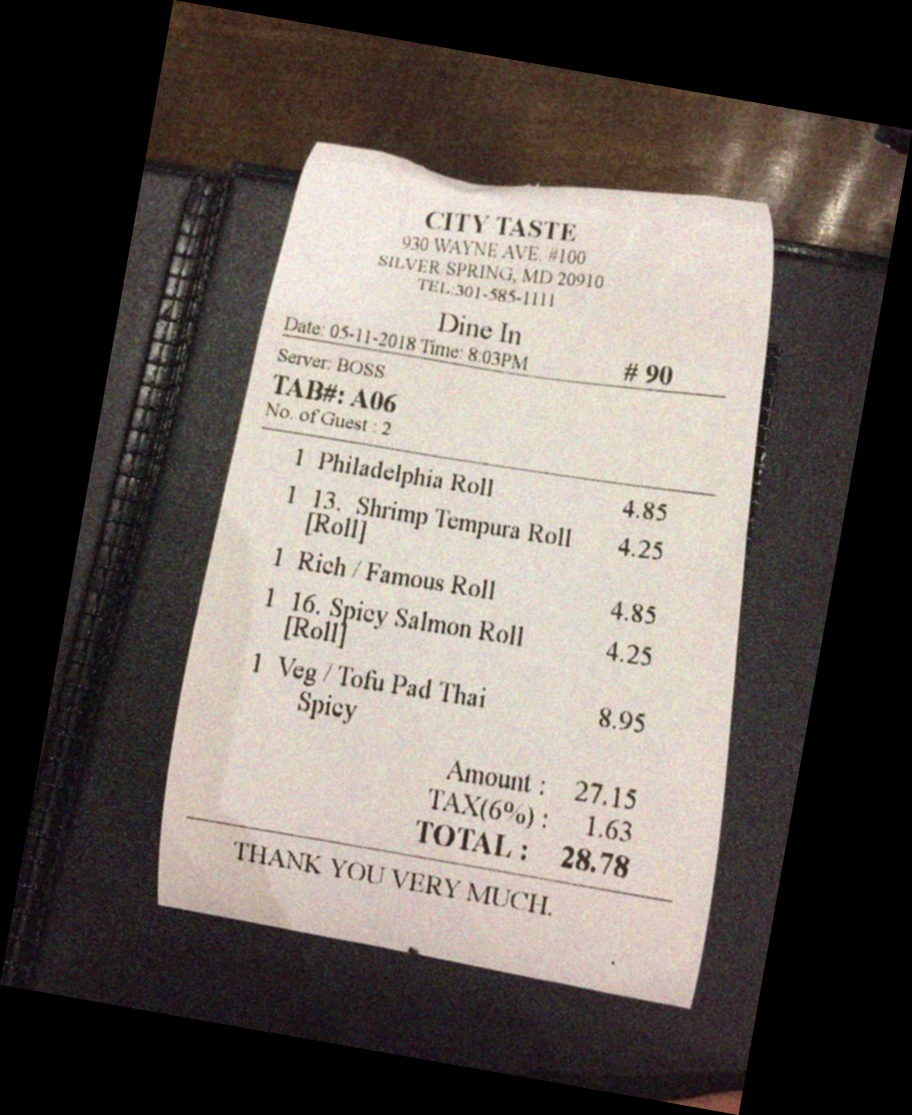 CITY TASTE
930 WAYNE AVE. #100
SILVER SPRING, MD 20910
TEL:301-585-1111
Dine In
Date: 05-11-2018 Time: 8:03PM # 90
Server: BOSS
TAB#: A06
No. of Guest : 2
1 Philadelphia Roll 4.85
1 13. Shrimp Tempura Roll 4.25
[Roll]
1 Rich / Famous Roll 4.85
1 16. Spicy Salmon Roll 4.25
[Roll]
1 Veg / Tofu Pad Thai 8.95
Spicy
Amount : 27.15
TAX(6%) : 1.63
TOTAL : 28.78
THANK YOU VERY MUCH.